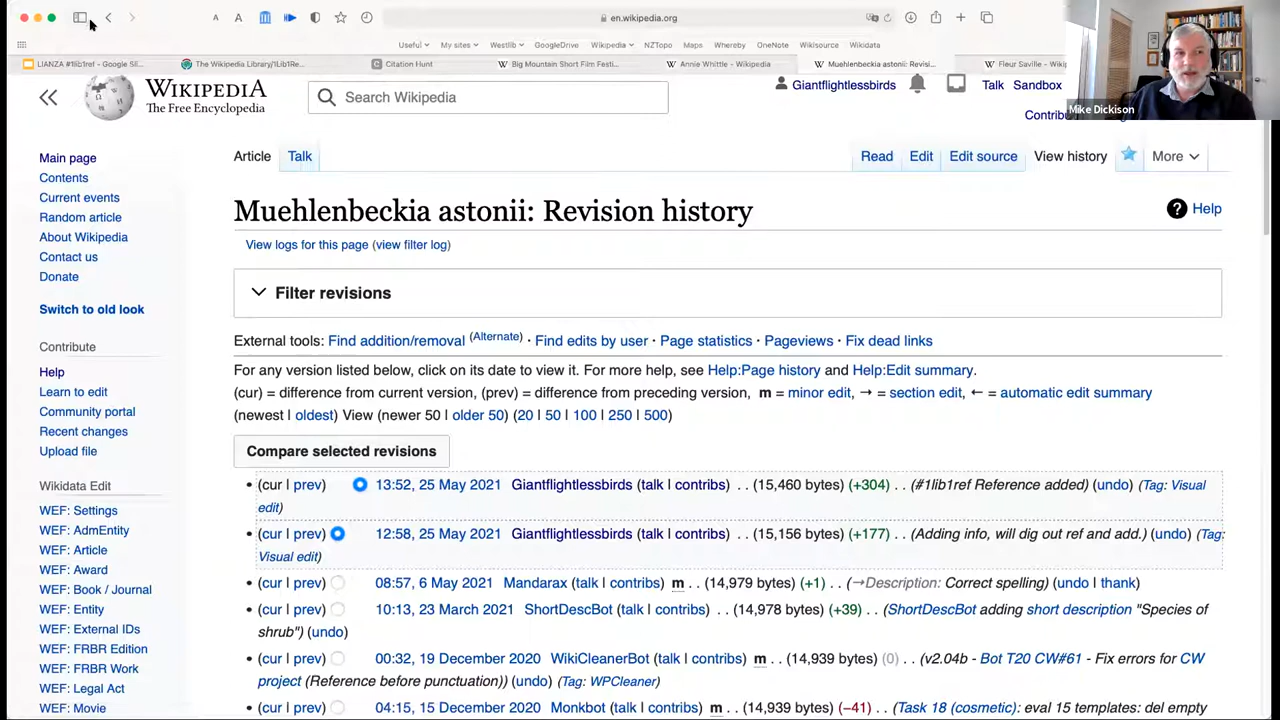 en.wikipedia.org
Useful My sites Westlib GoogleDrive Wikipedia NZTopo Maps Whereby OneNote Wikisource Wikidata
LIANZA #1lib1ref - Google Sli... The Wikipedia Library/1Lib1Re... Citation Hunt Big Mountain Short Film Festi... Annie Whittle - Wikipedia Muehlenbeckia astonii: Revisi... Fleur Saville - Wikip
WIKIPEDIA
The Free Encyclopedia
Search Wikipedia
Giantflightlessbirds Talk Sandbox
Contribu
Mike Dickison
Main page
Contents
Current events
Random article
About Wikipedia
Contact us
Donate
Switch to old look
Contribute
Help
Learn to edit
Community portal
Recent changes
Upload file
Wikidata Edit
WEF: Settings
WEF: AdmEntity
WEF: Article
WEF: Award
WEF: Book / Journal
WEF: Entity
WEF: External IDs
WEF: FRBR Edition
WEF: FRBR Work
WEF: Legal Act
WEF: Movie
Article Talk Read Edit Edit source View history More
Muehlenbeckia astonii: Revision history
Help
View logs for this page (view filter log)
Filter revisions
External tools: Find addition/removal (Alternate) · Find edits by user · Page statistics · Pageviews · Fix dead links
For any version listed below, click on its date to view it. For more help, see Help:Page history and Help:Edit summary.
(cur) = difference from current version, (prev) = difference from preceding version, m = minor edit, → = section edit, ← = automatic edit summary
(newest | oldest) View (newer 50 | older 50) (20 | 50 | 100 | 250 | 500)
Compare selected revisions
• (cur | prev) 13:52, 25 May 2021 Giantflightlessbirds (talk | contribs) . . (15,460 bytes) (+304) . . (#1lib1ref Reference added) (undo) (Tag: Visual
edit)
• (cur | prev) 12:58, 25 May 2021 Giantflightlessbirds (talk | contribs) . . (15,156 bytes) (+177) . . (Adding info, will dig out ref and add.) (undo) (Tag:
Visual edit)
• (cur | prev) 08:57, 6 May 2021 Mandarax (talk | contribs) m . . (14,979 bytes) (+1) . . (→Description: Correct spelling) (undo | thank)
• (cur | prev) 10:13, 23 March 2021 ShortDescBot (talk | contribs) . . (14,978 bytes) (+39) . . (ShortDescBot adding short description "Species of
shrub") (undo)
• (cur | prev) 00:32, 19 December 2020 WikiCleanerBot (talk | contribs) m . . (14,939 bytes) (0) . . (v2.04b - Bot T20 CW#61 - Fix errors for CW
project (Reference before punctuation)) (undo) (Tag: WPCleaner)
• (cur | prev) 04:15, 15 December 2020 Monkbot (talk | contribs) m . . (14,939 bytes) (−41) . . (Task 18 (cosmetic): eval 15 templates: del empty